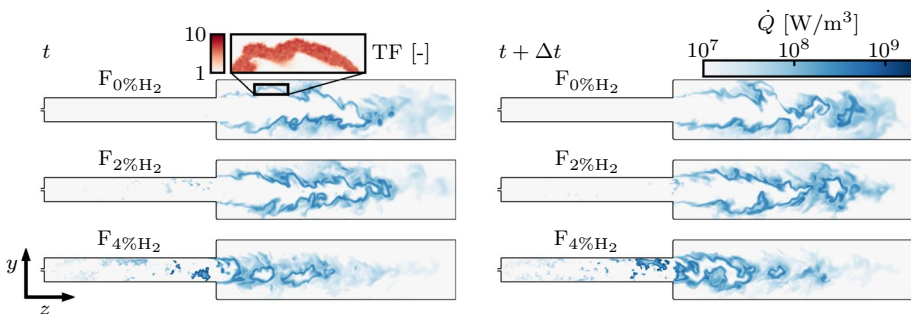 t
10
1
TF [-]
F0%H2
F2%H2
F4%H2
y
z
t + Δt
Q̇ [W/m³]
10⁷
10⁸
10⁹
F0%H2
F2%H2
F4%H2